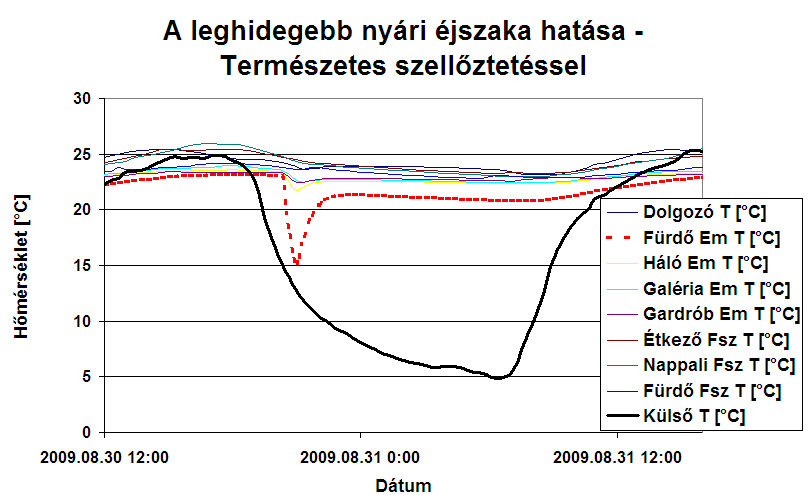 A leghidegebb nyári éjszaka hatása -
Természetes szellőztetéssel
30
25
20
15
10
5
0
Hőmérséklet [°C]
2009.08.30 12:00
2009.08.31 0:00
2009.08.31 12:00
Dátum
Dolgozó T [°C]
Fürdő Em T [°C]
Háló Em T [°C]
Galéria Em T [°C]
Gardrób Em T [°C]
Étkező Fsz T [°C]
Nappali Fsz T [°C]
Fürdő Fsz T [°C]
Külső T [°C]